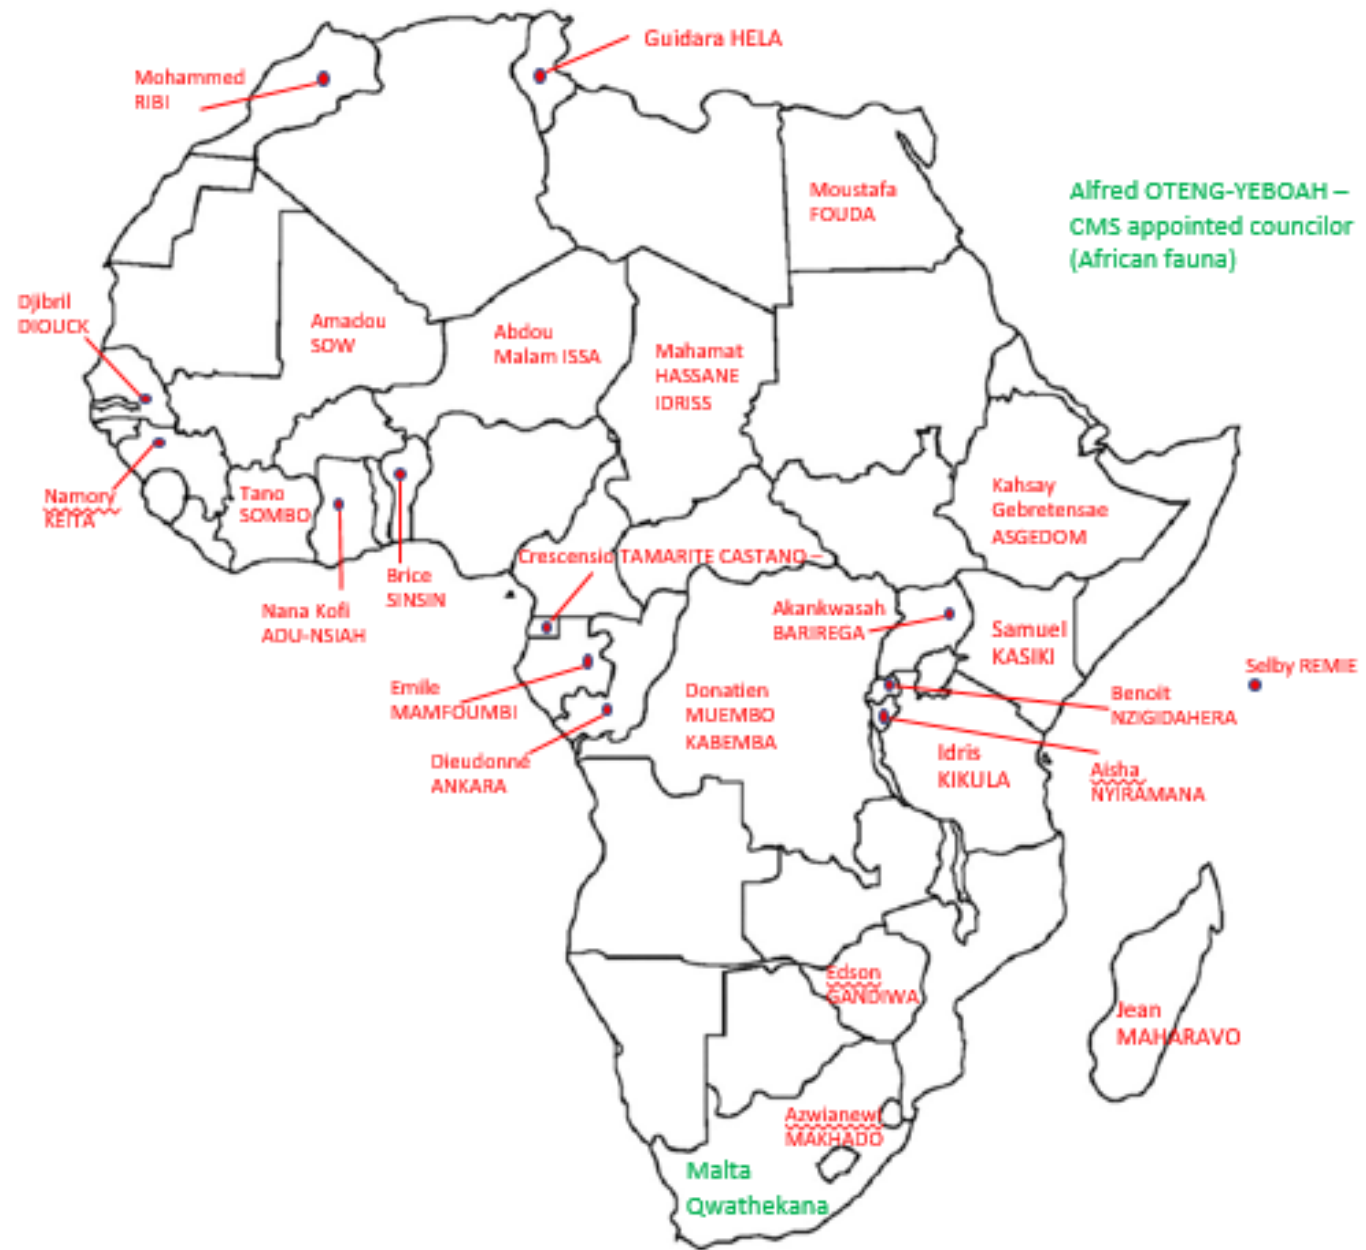 Guidara HELA
Mohammed
RIBI
Moustafa
FOUDA
Alfred OTENG-YEBOAH –
CMS appointed councilor
(African fauna)
Djibril
DIOUCK
Amadou
SOW
Abdou
Malam ISSA
Mahamat
HASSANE
IDRISS
Namory
KEITA
Tano
SOMBO
Kahsay
Gebretensae
ASGEDOM
Crescensio TAMARITE CASTANO –
Brice
SINSIN
Nana Kofi
ADU-NSIAH
Akankwasah
BARIREGA
Samuel
KASIKI
Selby REMIE
Emile
MAMFOUMBI
Donatien
MUEMBO
KABEMBA
Benoit
NZIGIDAHERA
Dieudonné
ANKARA
Idris
KIKULA
Aisha
NYIRAMANA
Edson
GANDIWA
Jean
MAHARAVO
Azwianewi
MAKHADO
Malta
Qwathekana